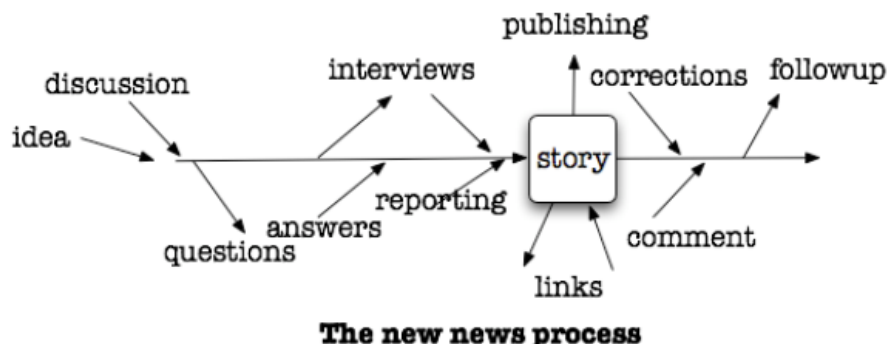 publishing
interviews
corrections
followup
discussion
idea
story
reporting
answers
questions
comment
links
The new news process